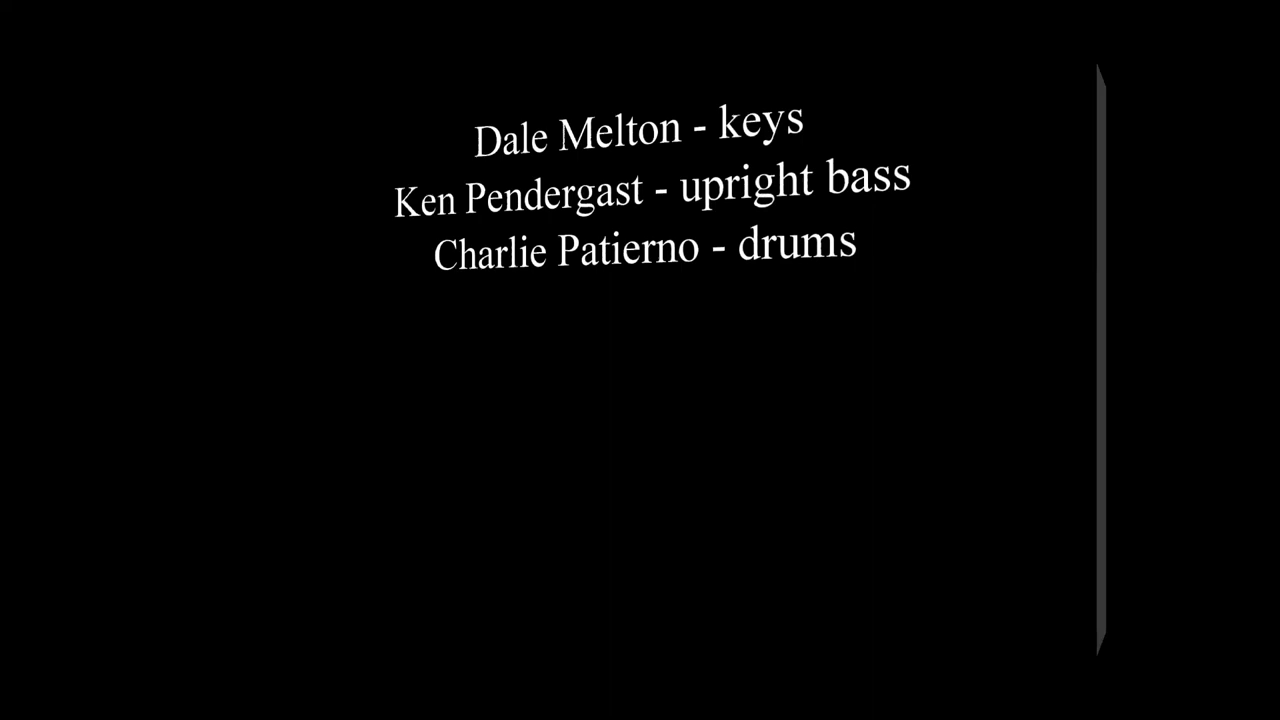 Dale Melton - keys
Ken Pendergast - upright bass
Charlie Patierno - drums